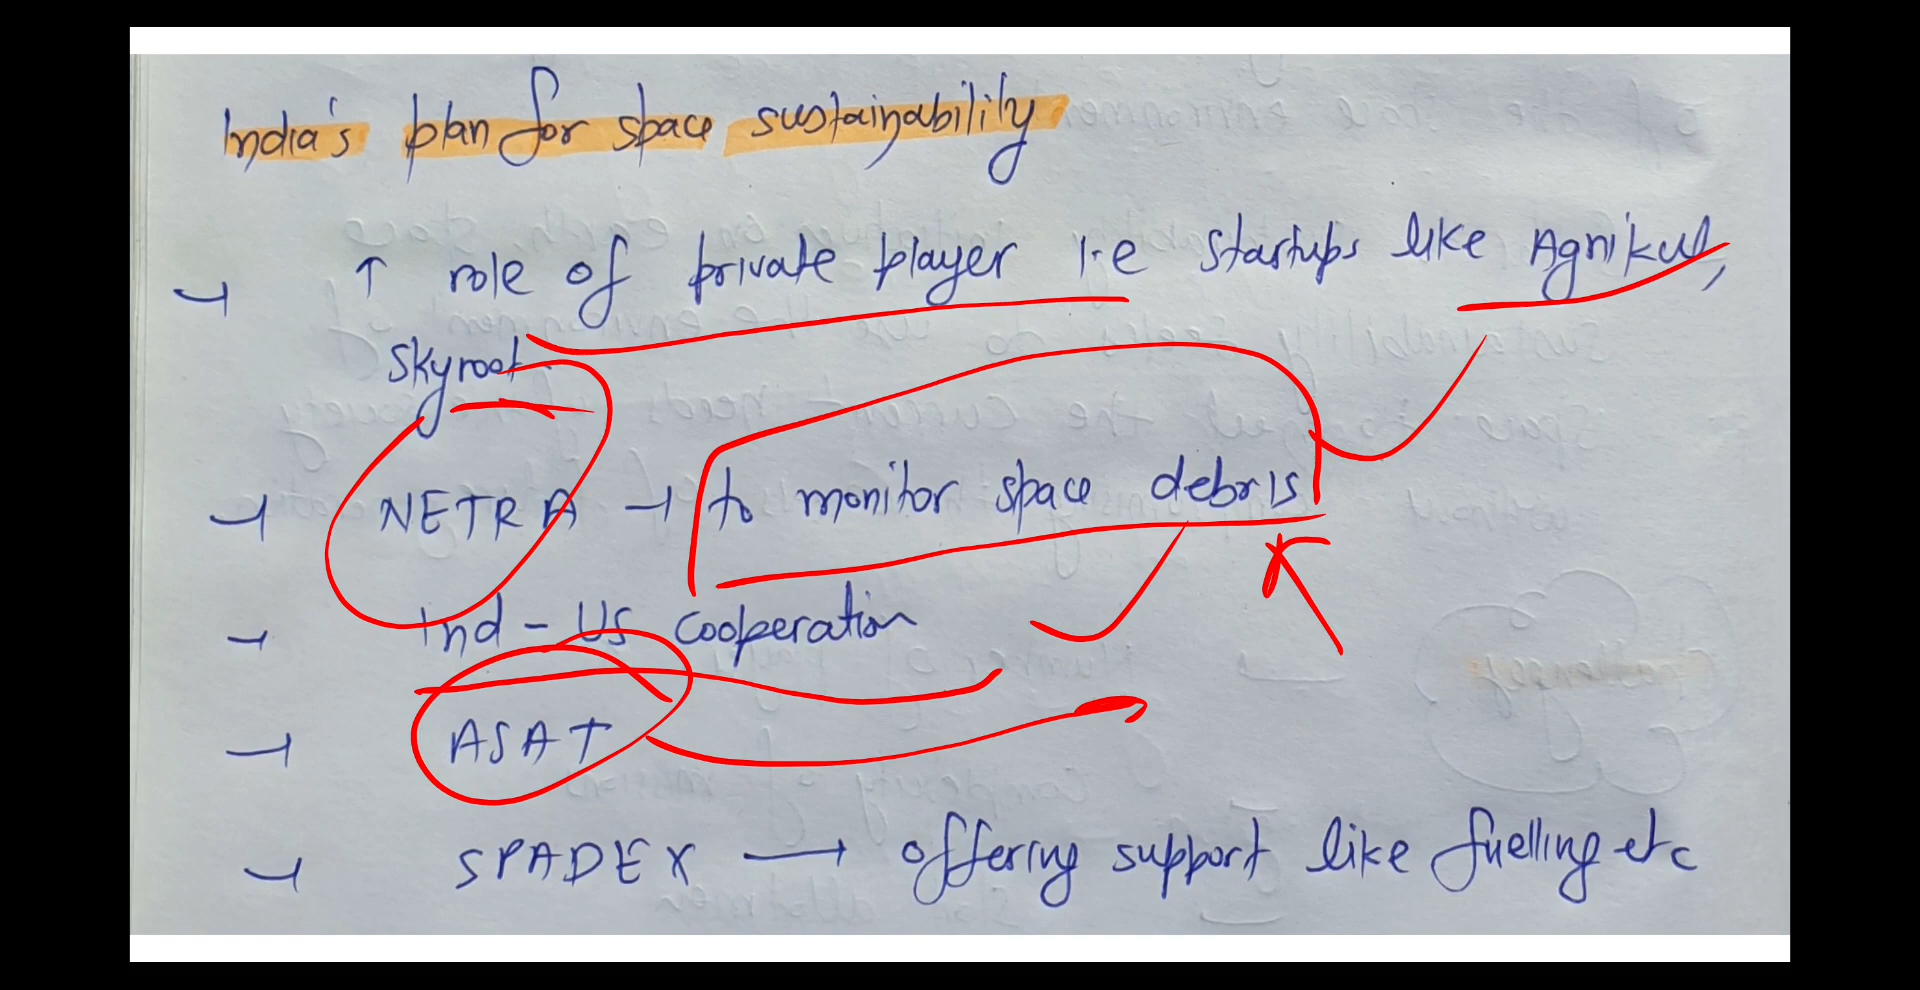 India's plan for space sustainability
↑ role of private player i.e startups like Agnikul,
Skyroot
NETRA → to monitor space debris
Ind - US cooperation
ASAT
SPADEX → offering support like fuelling etc